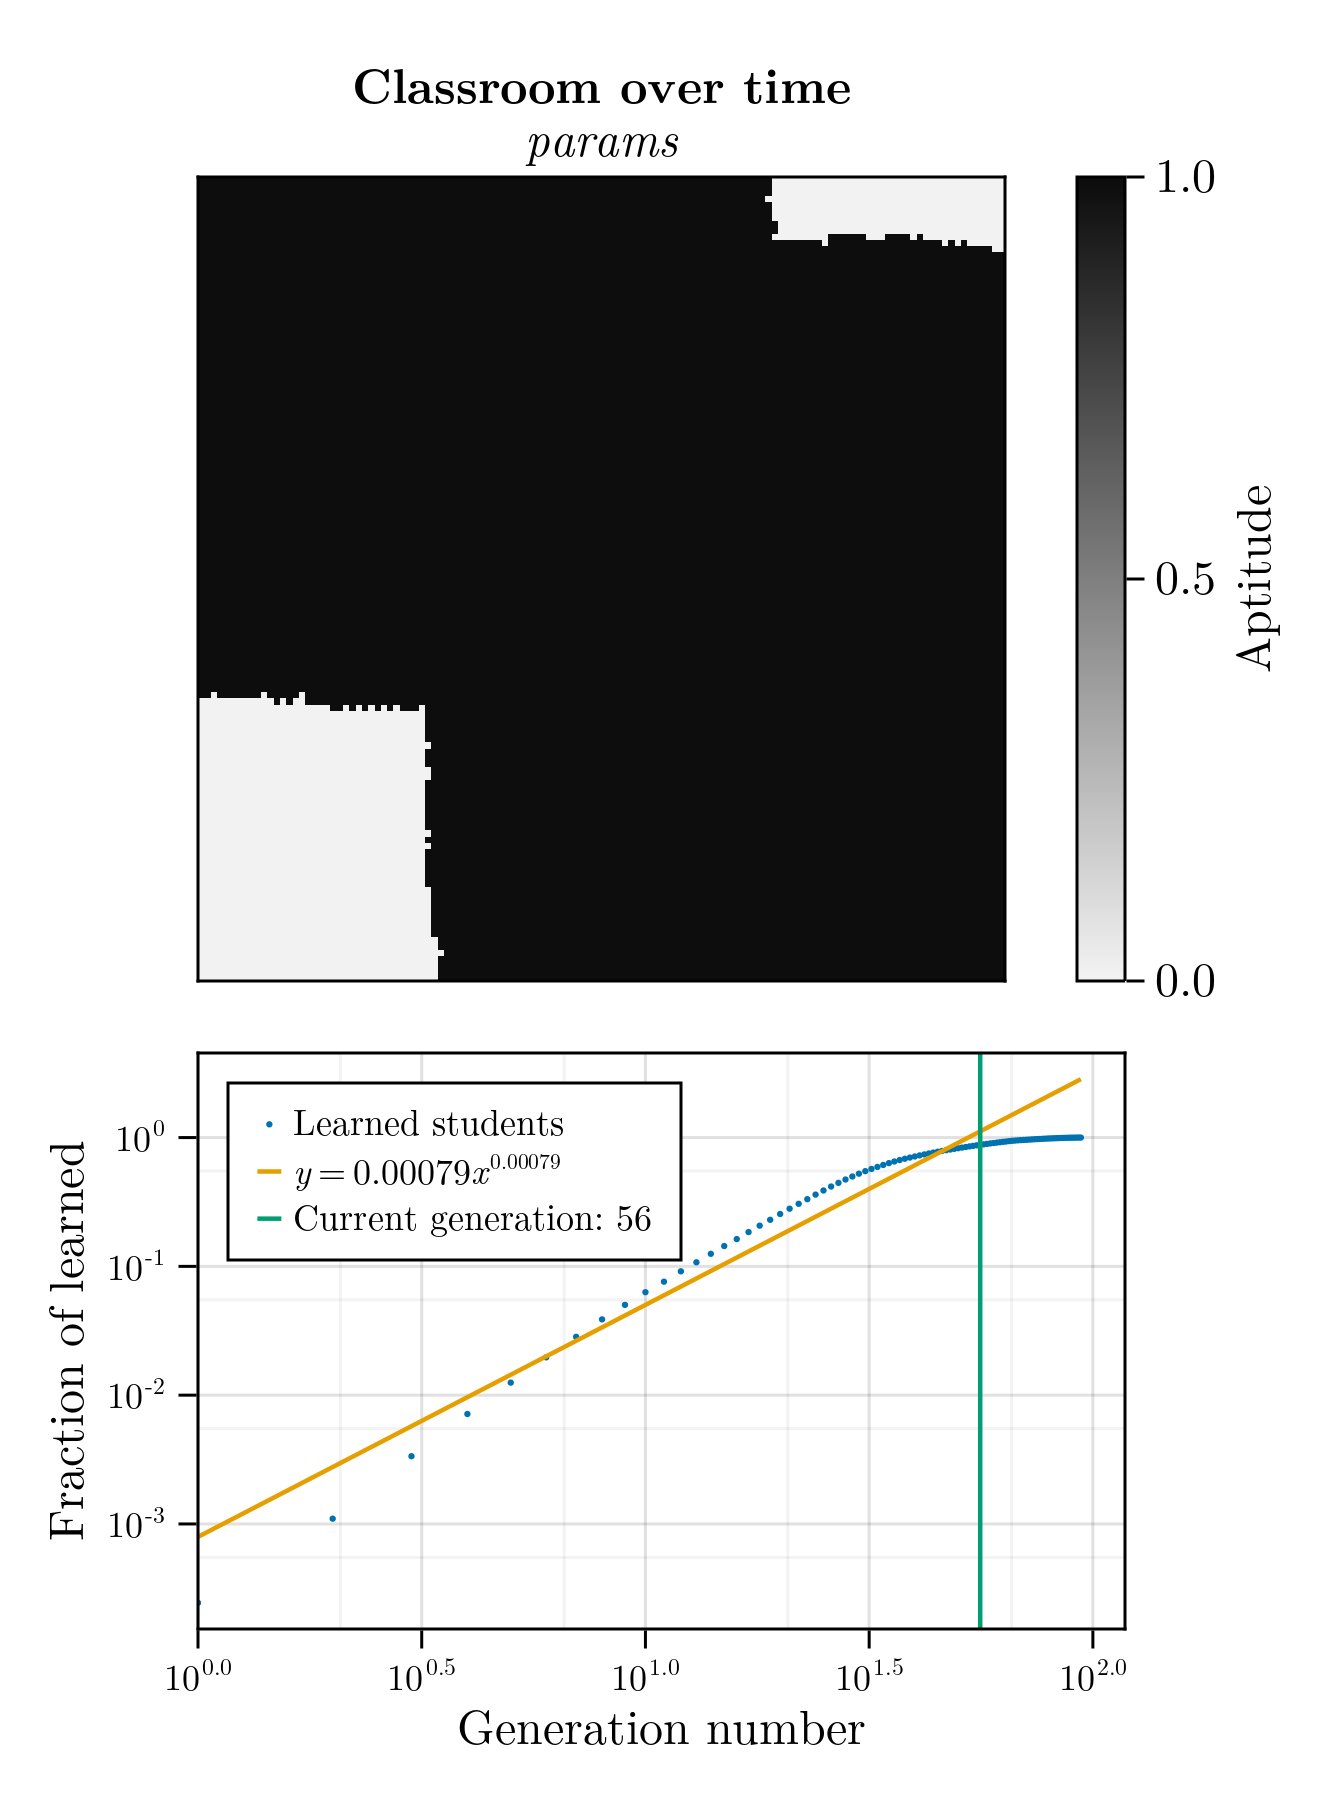 Classroom over time
params
1.0
0.5
0.0
Aptitude
Learned students
y = 0.00079x^0.00079
Current generation: 56
10^0
10^-1
10^-2
10^-3
Fraction of learned
10^0.0 10^0.5 10^1.0 10^1.5 10^2.0
Generation number